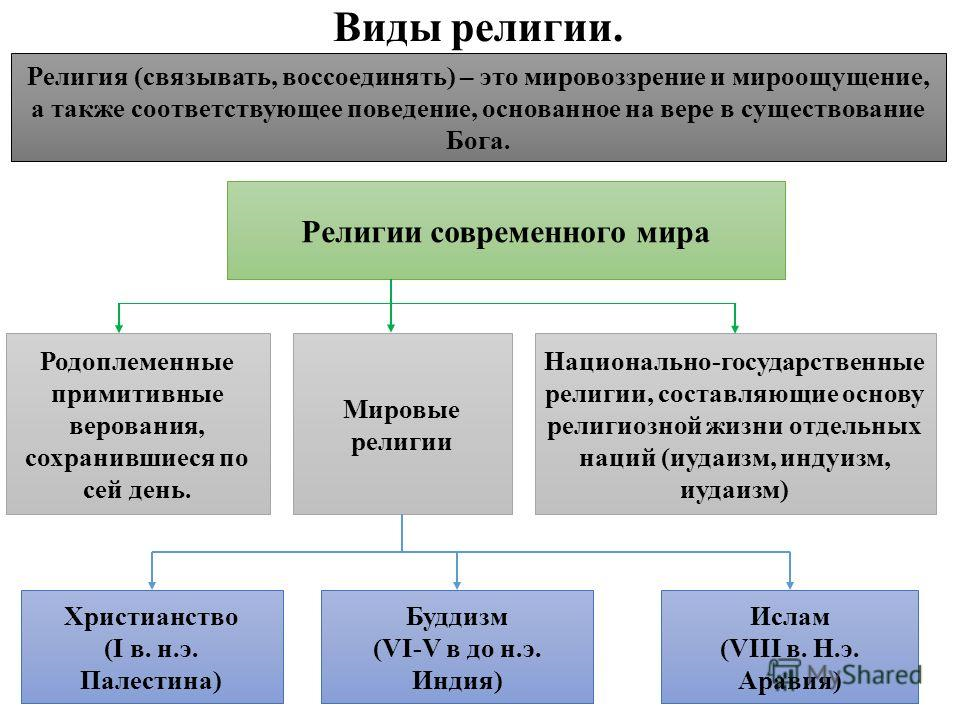 Виды религии.
Религия (связывать, воссоединять) – это мировоззрение и мироощущение,
а также соответствующее поведение, основанное на вере в существование
Бога.
Религии современного мира
Родоплеменные
примитивные
верования,
сохранившиеся по
сей день.
Мировые
религии
Национально-государственные
религии, составляющие основу
религиозной жизни отдельных
наций (иудаизм, индуизм,
иудаизм)
Христианство
(I в. н.э.
Палестина)
Буддизм
(VI-V в до н.э.
Индия)
Ислам
(VIII в. Н.э.
Аравия)
MyShared